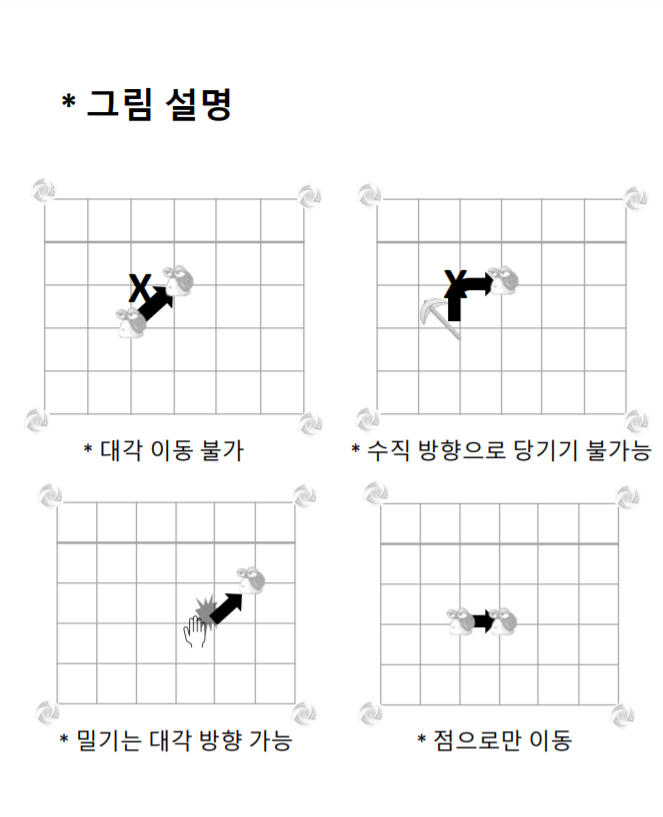 * 그림 설명
X
X
* 대각 이동 불가
* 수직 방향으로 당기기 불가능
* 밀기는 대각 방향 가능
* 점으로만 이동